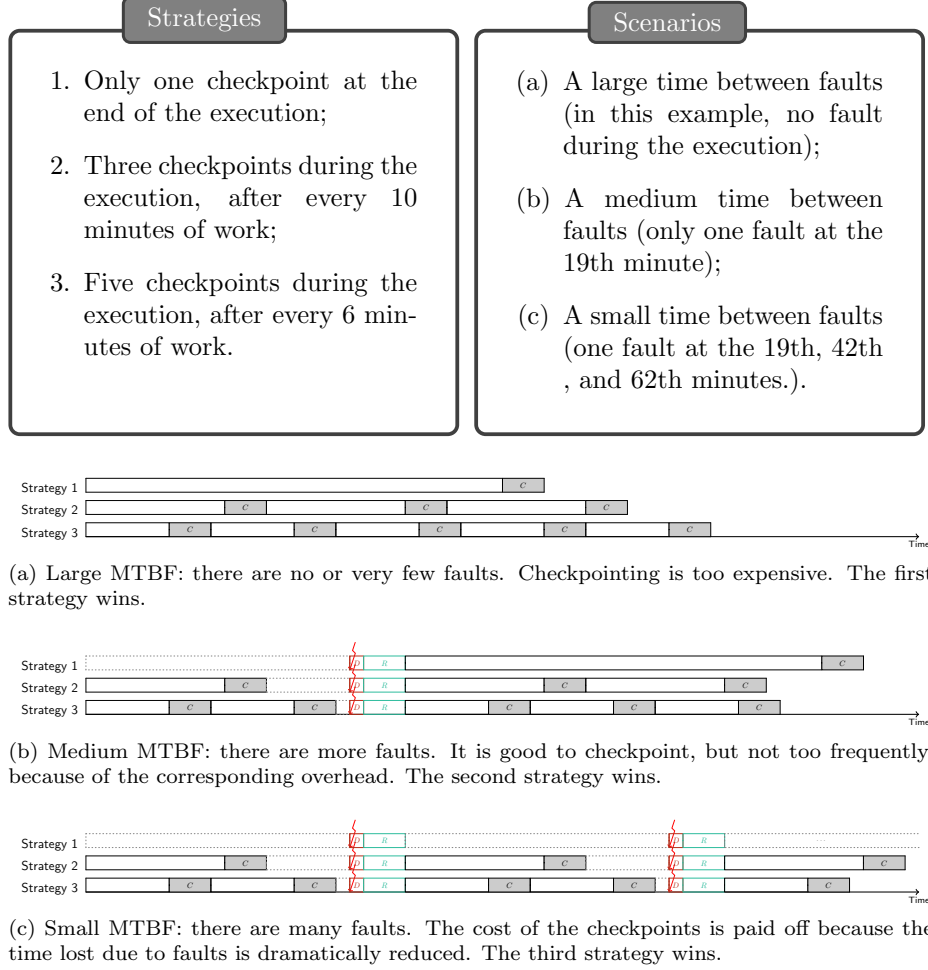 Strategies
1. Only one checkpoint at the
end of the execution;
2. Three checkpoints during the
execution, after every 10
minutes of work;
3. Five checkpoints during the
execution, after every 6 min-
utes of work.
Scenarios
(a) A large time between faults
(in this example, no fault
during the execution);
(b) A medium time between
faults (only one fault at the
19th minute);
(c) A small time between faults
(one fault at the 19th, 42th
, and 62th minutes.).
Strategy 1 C
Strategy 2 C C C
Strategy 3 C C C C C
Time
(a) Large MTBF: there are no or very few faults. Checkpointing is too expensive. The first
strategy wins.
Strategy 1 D R C
Strategy 2 C D R C C
Strategy 3 C C D R C C C
Time
(b) Medium MTBF: there are more faults. It is good to checkpoint, but not too frequently,
because of the corresponding overhead. The second strategy wins.
Strategy 1 D R D R
Strategy 2 C D R C D R C
Strategy 3 C C D R C C D R C
Time
(c) Small MTBF: there are many faults. The cost of the checkpoints is paid off because the
time lost due to faults is dramatically reduced. The third strategy wins.